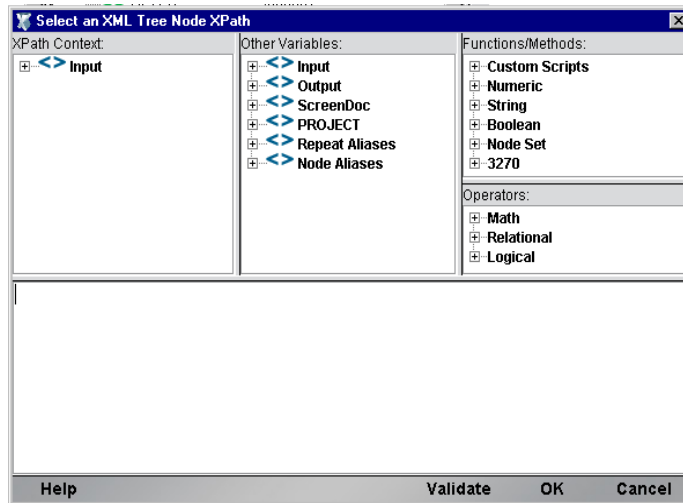 Select an XML Tree Node XPath
XPath Context:
Input
Other Variables:
Input
Output
ScreenDoc
PROJECT
Repeat Aliases
Node Aliases
Functions/Methods:
Custom Scripts
Numeric
String
Boolean
Node Set
3270
Operators:
Math
Relational
Logical
Help Validate OK Cancel